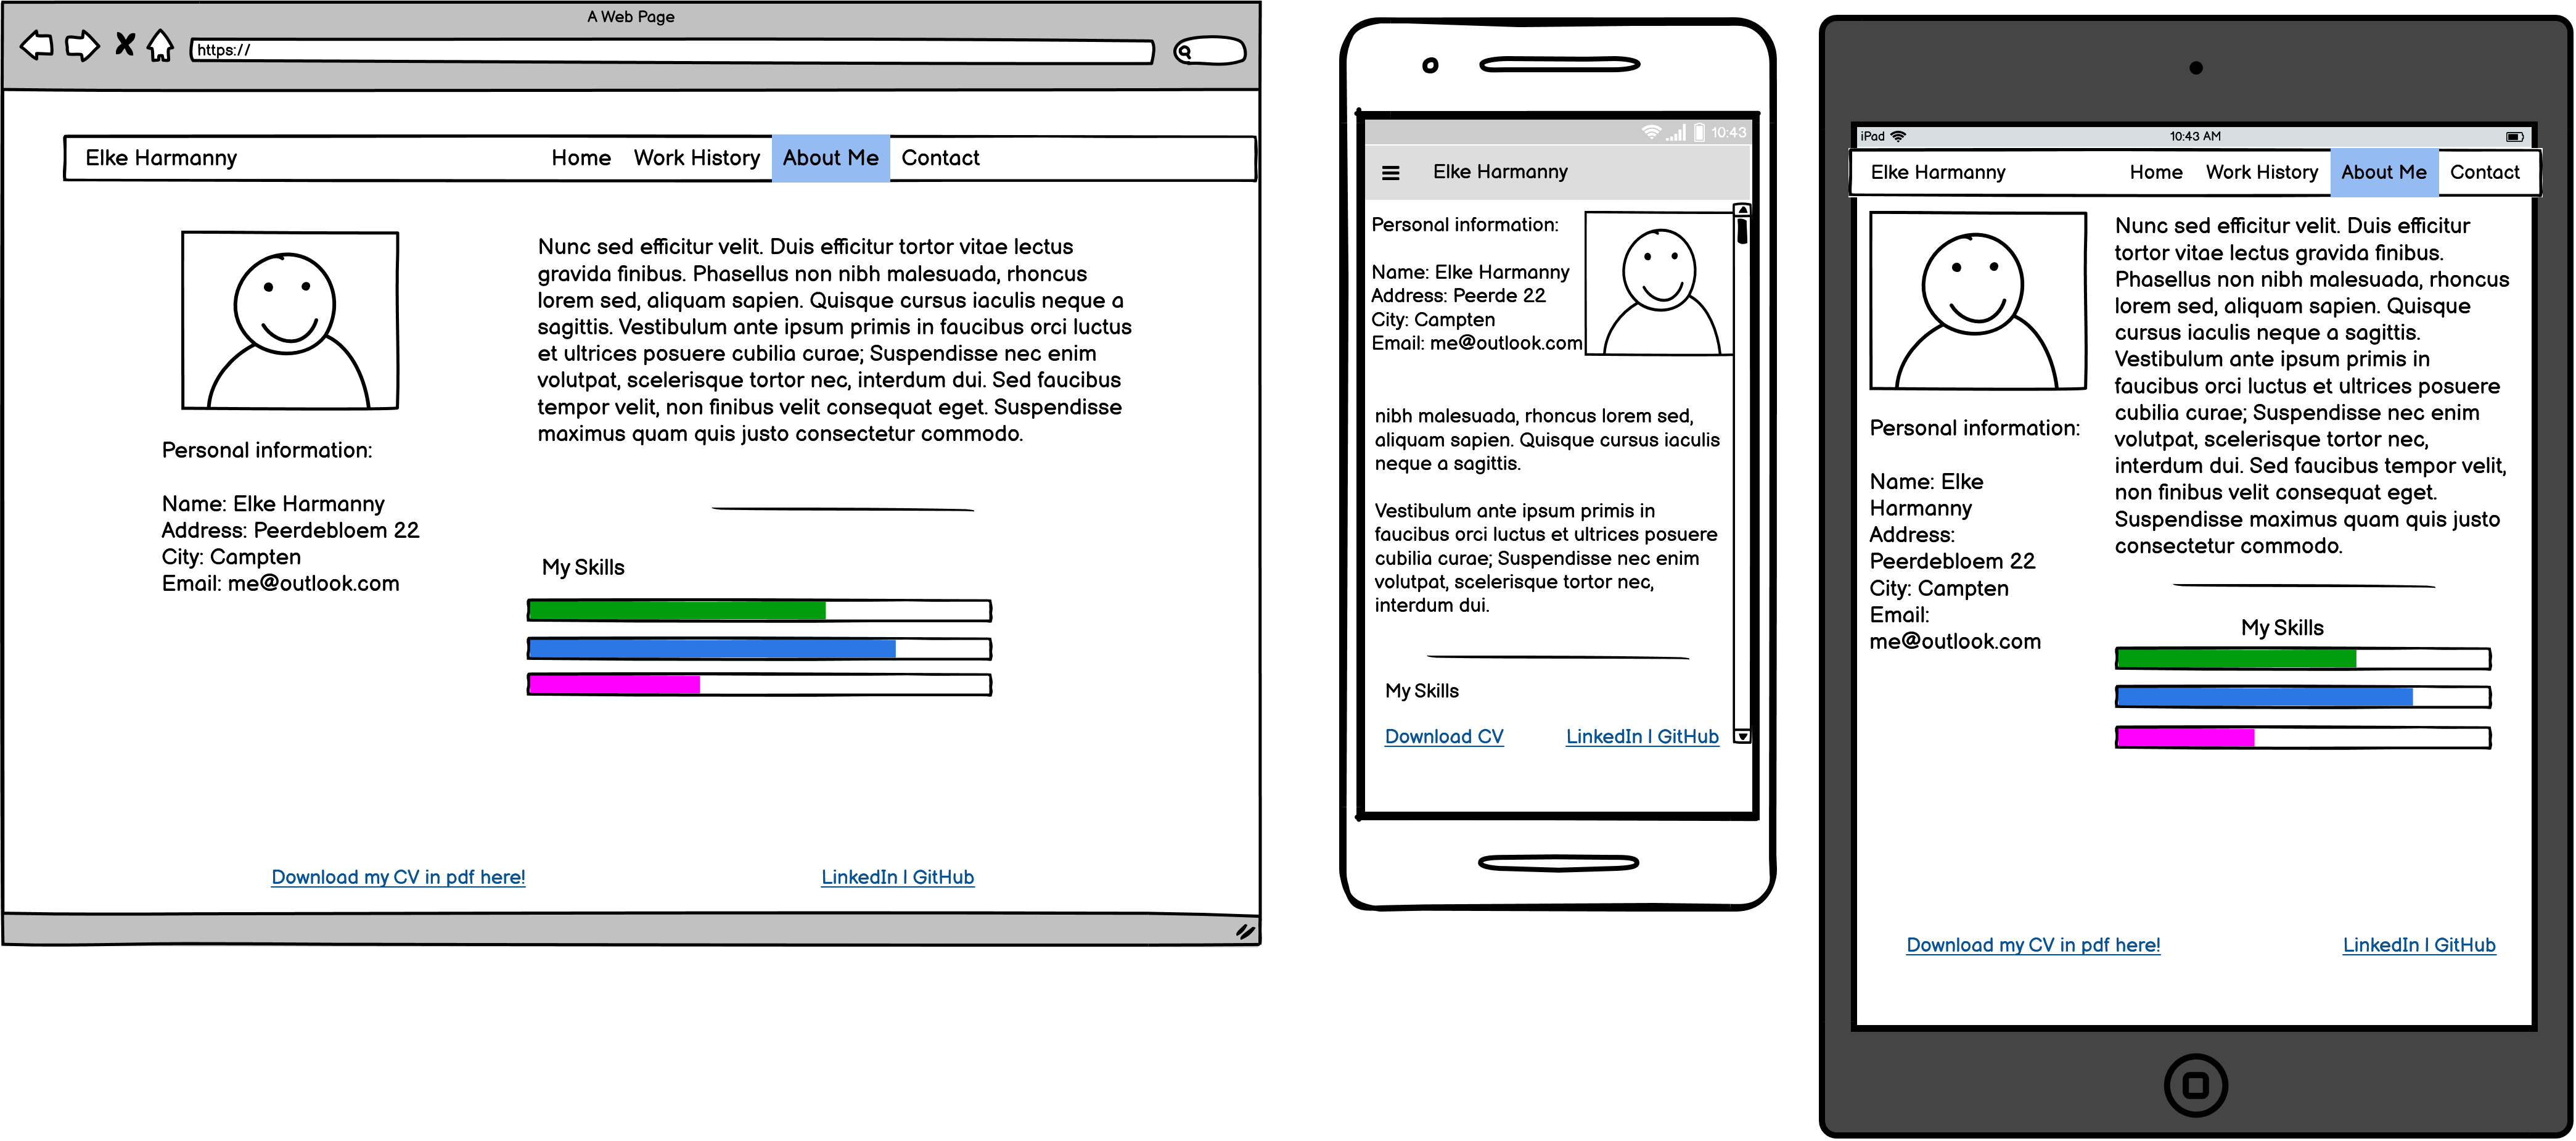 A Web Page
https://
Elke Harmanny Home Work History About Me Contact
Nunc sed efficitur velit. Duis efficitur tortor vitae lectus
gravida finibus. Phasellus non nibh malesuada, rhoncus
lorem sed, aliquam sapien. Quisque cursus iaculis neque a
sagittis. Vestibulum ante ipsum primis in faucibus orci luctus
et ultrices posuere cubilia curae; Suspendisse nec enim
volutpat, scelerisque tortor nec, interdum dui. Sed faucibus
tempor velit, non finibus velit consequat eget. Suspendisse
maximus quam quis justo consectetur commodo.
Personal information:
Name: Elke Harmanny
Address: Peerdebloem 22
City: Campten
Email: me@outlook.com
My Skills
Download my CV in pdf here!
LinkedIn | GitHub
10:43
Elke Harmanny
Personal information:
Name: Elke Harmanny
Address: Peerde 22
City: Campten
Email: me@outlook.com
nibh malesuada, rhoncus lorem sed,
aliquam sapien. Quisque cursus iaculis
neque a sagittis.
Vestibulum ante ipsum primis in
faucibus orci luctus et ultrices posuere
cubilia curae; Suspendisse nec enim
volutpat, scelerisque tortor nec,
interdum dui.
My Skills
Download CV
LinkedIn | GitHub
iPad 10:43 AM
Elke Harmanny Home Work History About Me Contact
Nunc sed efficitur velit. Duis efficitur
tortor vitae lectus gravida finibus.
Phasellus non nibh malesuada, rhoncus
lorem sed, aliquam sapien. Quisque
cursus iaculis neque a sagittis.
Vestibulum ante ipsum primis in
faucibus orci luctus et ultrices posuere
cubilia curae; Suspendisse nec enim
volutpat, scelerisque tortor nec,
interdum dui. Sed faucibus tempor velit,
non finibus velit consequat eget.
Suspendisse maximus quam quis justo
consectetur commodo.
Personal information:
Name: Elke
Harmanny
Address:
Peerdebloem 22
City: Campten
Email:
me@outlook.com
My Skills
Download my CV in pdf here!
LinkedIn | GitHub